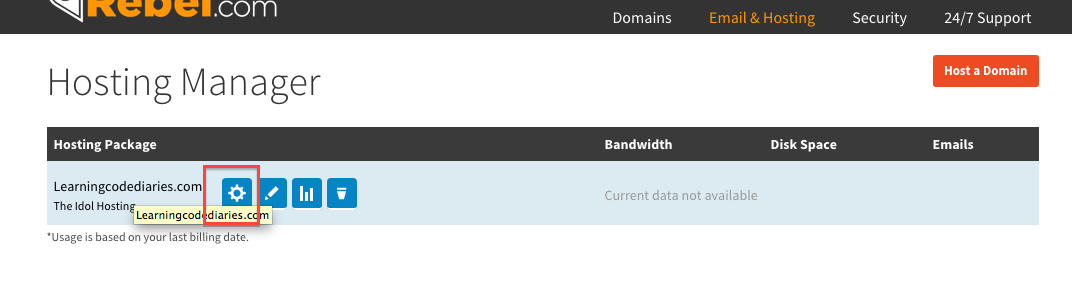 Rebel.com
Domains
Email & Hosting
Security
24/7 Support
Hosting Manager
Host a Domain
Hosting Package
Bandwidth
Disk Space
Emails
Learningcodediaries.com
Current data not available
The Idol Hosting
Learningcodediaries.com
*Usage is based on your last billing date.